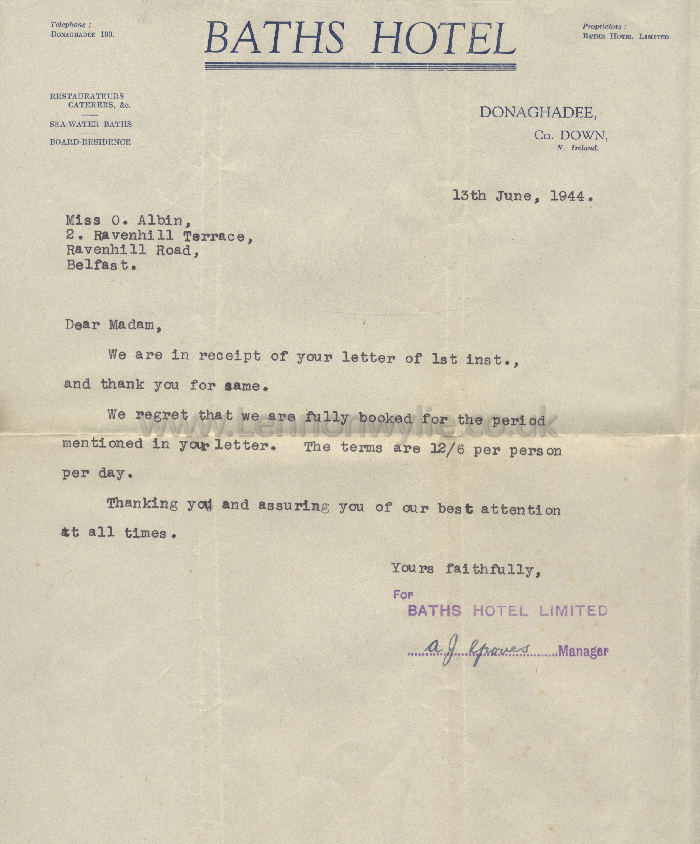 Telephone :
DONAGHADEE 190.
BATHS HOTEL
Proprietors :
BATHS HOTEL LIMITED.
RESTAURATEURS
CATERERS, &c.
SEA-WATER BATHS
BOARD-RESIDENCE
DONAGHADEE,
Co. DOWN,
N. Ireland.
13th June, 1944.
Miss O. Albin,
2. Ravenhill Terrace,
Ravenhill Road,
Belfast.
Dear Madam,
We are in receipt of your letter of 1st inst.,
and thank you for same.
We regret that we are fully booked for the period
www.Lennonwylie.co.uk
mentioned in your letter. The terms are 12/6 per person
per day.
Thanking you and assuring you of our best attention
at all times.
Yours faithfully,
For
BATHS HOTEL LIMITED
A J Groves Manager